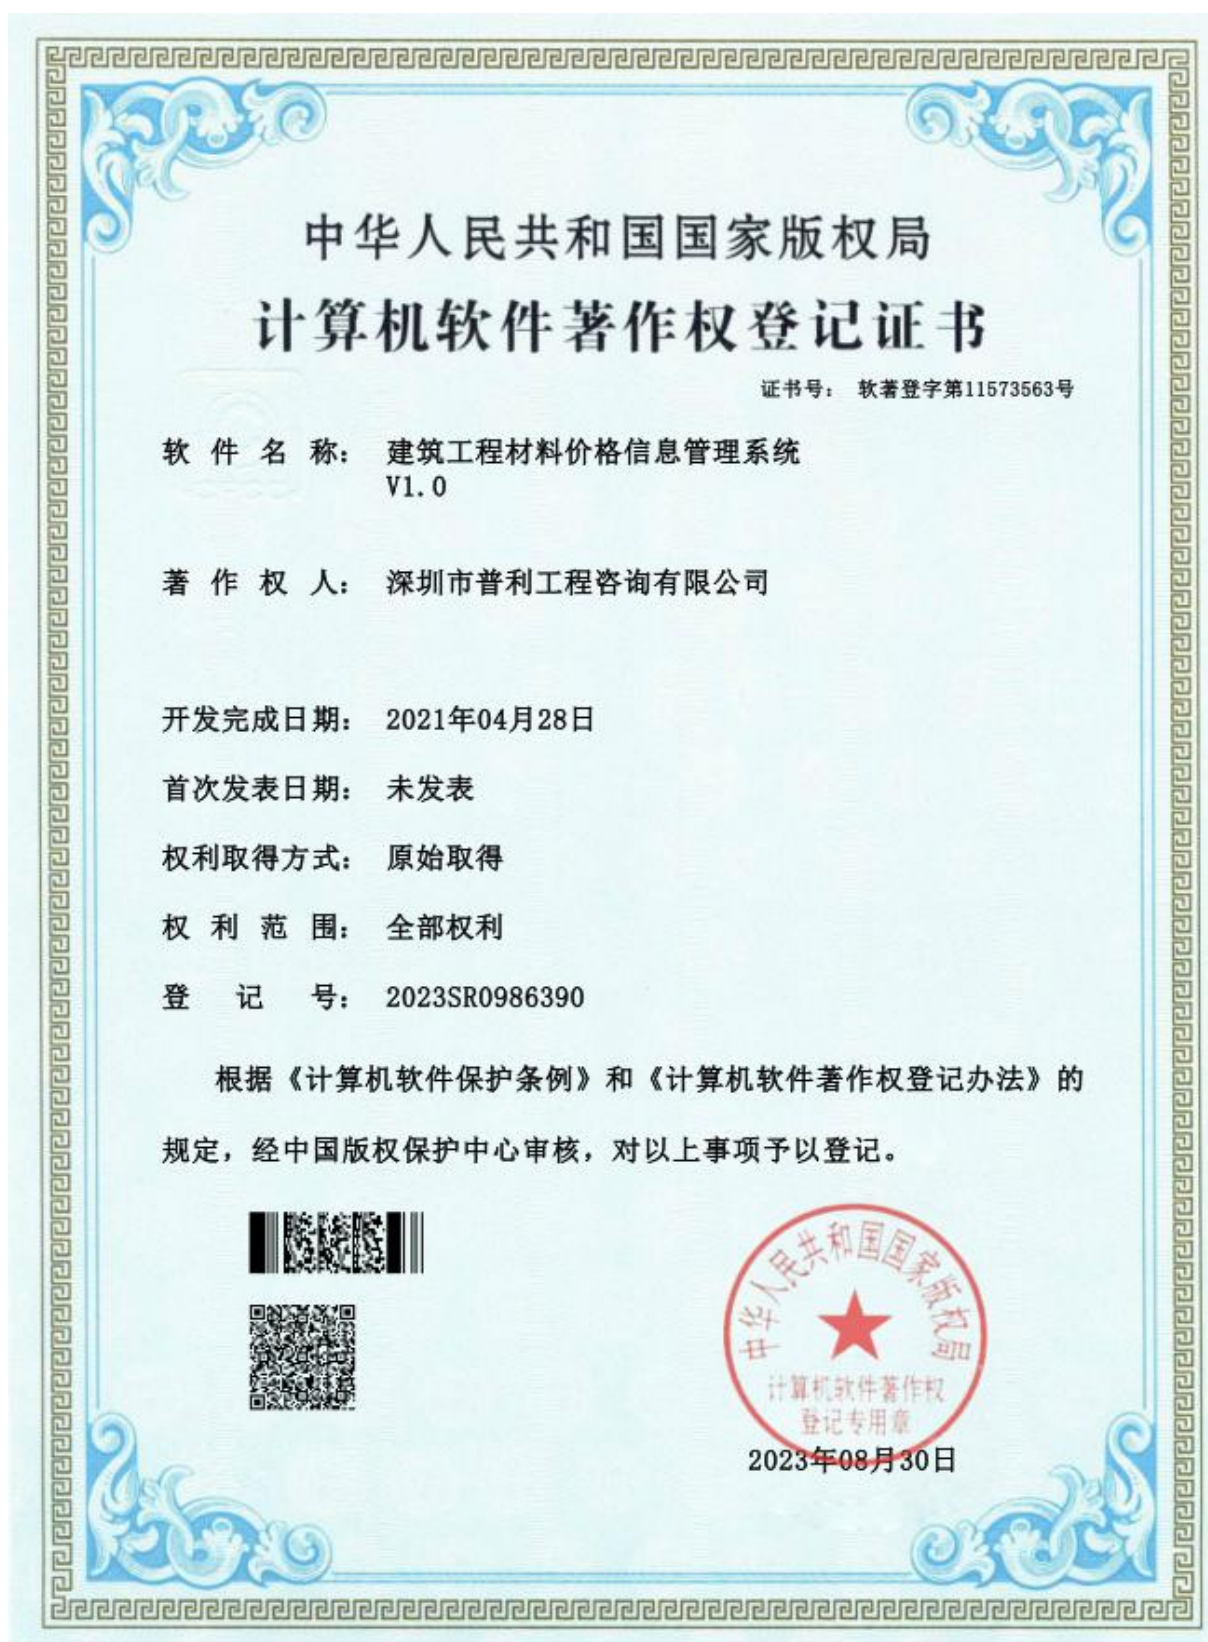 中华人民共和国国家版权局
计算机软件著作权登记证书
证书号： 软著登字第11573563号
软件名称： 建筑工程材料价格信息管理系统
V1.0
著作权人： 深圳市普利工程咨询有限公司
开发完成日期： 2021年04月28日
首次发表日期： 未发表
权利取得方式： 原始取得
权利范围： 全部权利
登记号： 2023SR0986390
根据《计算机软件保护条例》和《计算机软件著作权登记办法》的
规定，经中国版权保护中心审核，对以上事项予以登记。
中华人民共和国国家版权局
计算机软件著作权
登记专用章
2023年08月30日